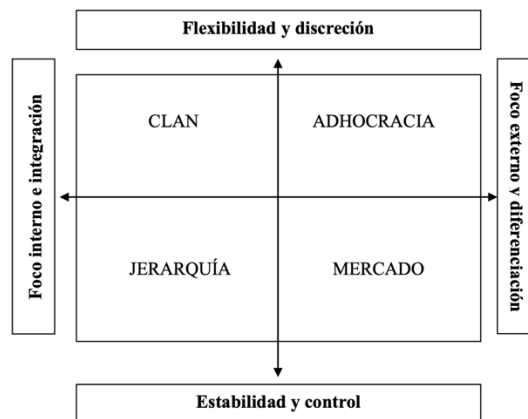 Flexibilidad y discreción
Foco interno e integración
CLAN
ADHOCRACIA
JERARQUÍA
MERCADO
Foco externo y diferenciación
Estabilidad y control